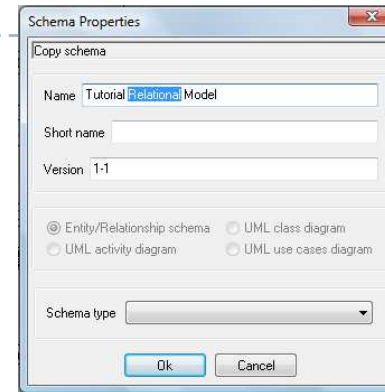 Schema Properties
Copy schema
Name Tutorial Relational Model
Short name
Version 1-1
Entity/Relationship schema UML class diagram
UML activity diagram UML use cases diagram
Schema type
Ok Cancel